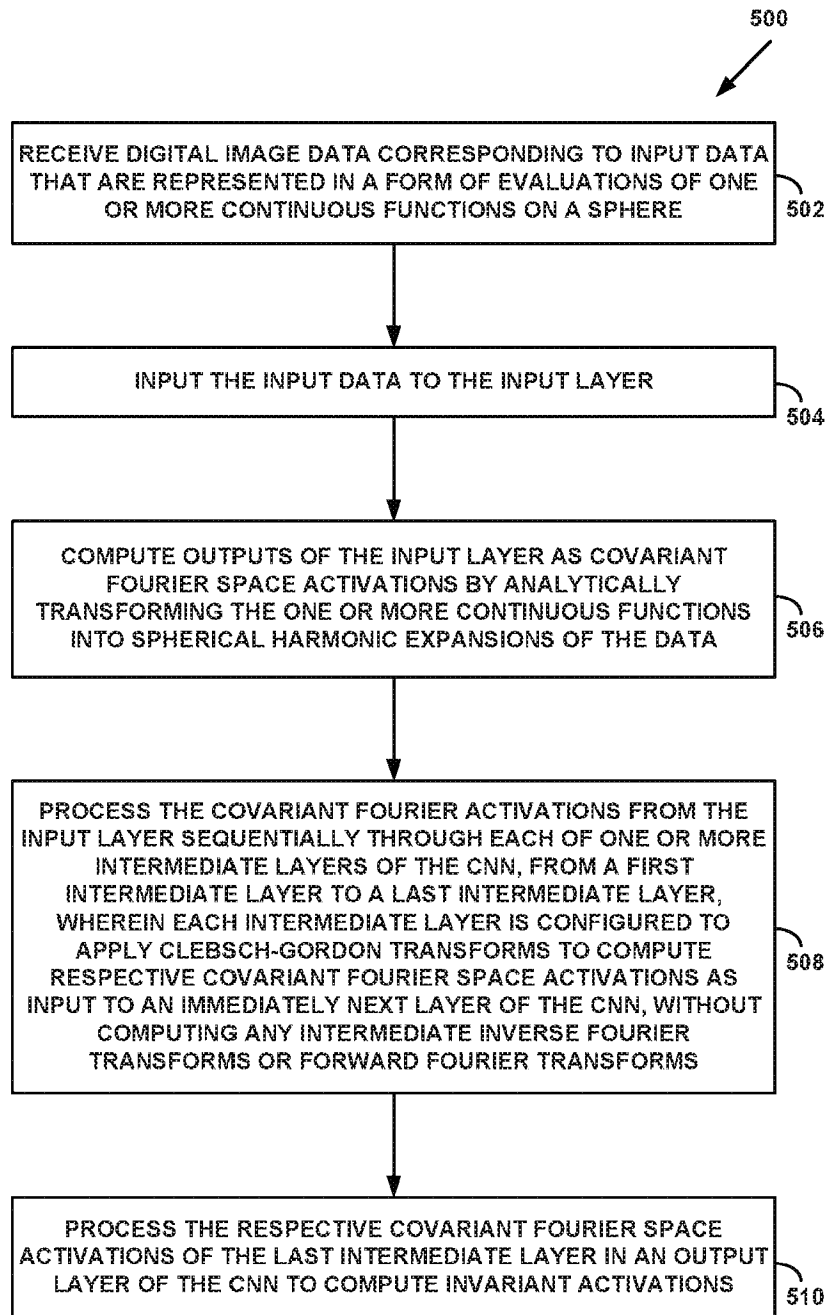 500
RECEIVE DIGITAL IMAGE DATA CORRESPONDING TO INPUT DATA
THAT ARE REPRESENTED IN A FORM OF EVALUATIONS OF ONE
OR MORE CONTINUOUS FUNCTIONS ON A SPHERE
502
INPUT THE INPUT DATA TO THE INPUT LAYER
504
COMPUTE OUTPUTS OF THE INPUT LAYER AS COVARIANT
FOURIER SPACE ACTIVATIONS BY ANALYTICALLY
TRANSFORMING THE ONE OR MORE CONTINUOUS FUNCTIONS
INTO SPHERICAL HARMONIC EXPANSIONS OF THE DATA
506
PROCESS THE COVARIANT FOURIER ACTIVATIONS FROM THE
INPUT LAYER SEQUENTIALLY THROUGH EACH OF ONE OR MORE
INTERMEDIATE LAYERS OF THE CNN, FROM A FIRST
INTERMEDIATE LAYER TO A LAST INTERMEDIATE LAYER,
WHEREIN EACH INTERMEDIATE LAYER IS CONFIGURED TO
APPLY CLEBSCH-GORDON TRANSFORMS TO COMPUTE
RESPECTIVE COVARIANT FOURIER SPACE ACTIVATIONS AS
INPUT TO AN IMMEDIATELY NEXT LAYER OF THE CNN, WITHOUT
COMPUTING ANY INTERMEDIATE INVERSE FOURIER
TRANSFORMS OR FORWARD FOURIER TRANSFORMS
508
PROCESS THE RESPECTIVE COVARIANT FOURIER SPACE
ACTIVATIONS OF THE LAST INTERMEDIATE LAYER IN AN OUTPUT
LAYER OF THE CNN TO COMPUTE INVARIANT ACTIVATIONS
510